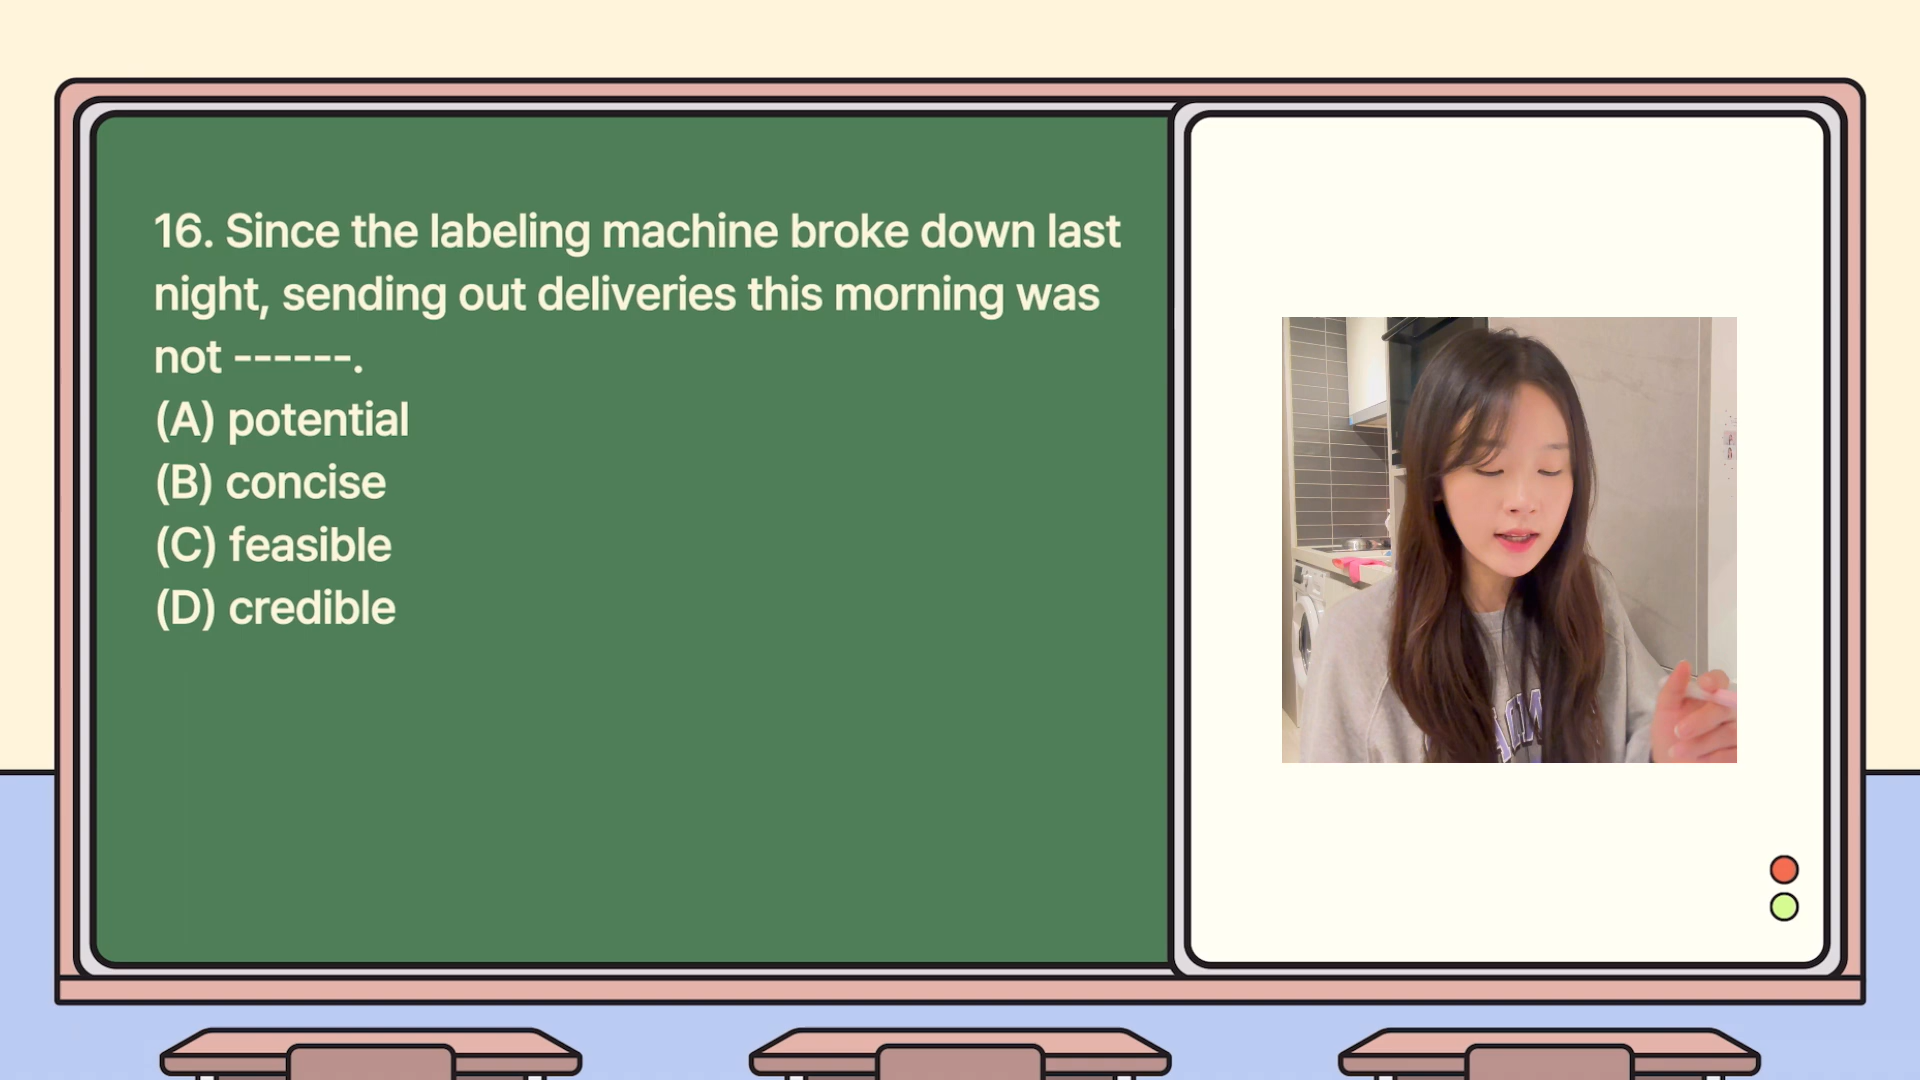 16. Since the labeling machine broke down last
night, sending out deliveries this morning was
not ------.
(A) potential
(B) concise
(C) feasible
(D) credible